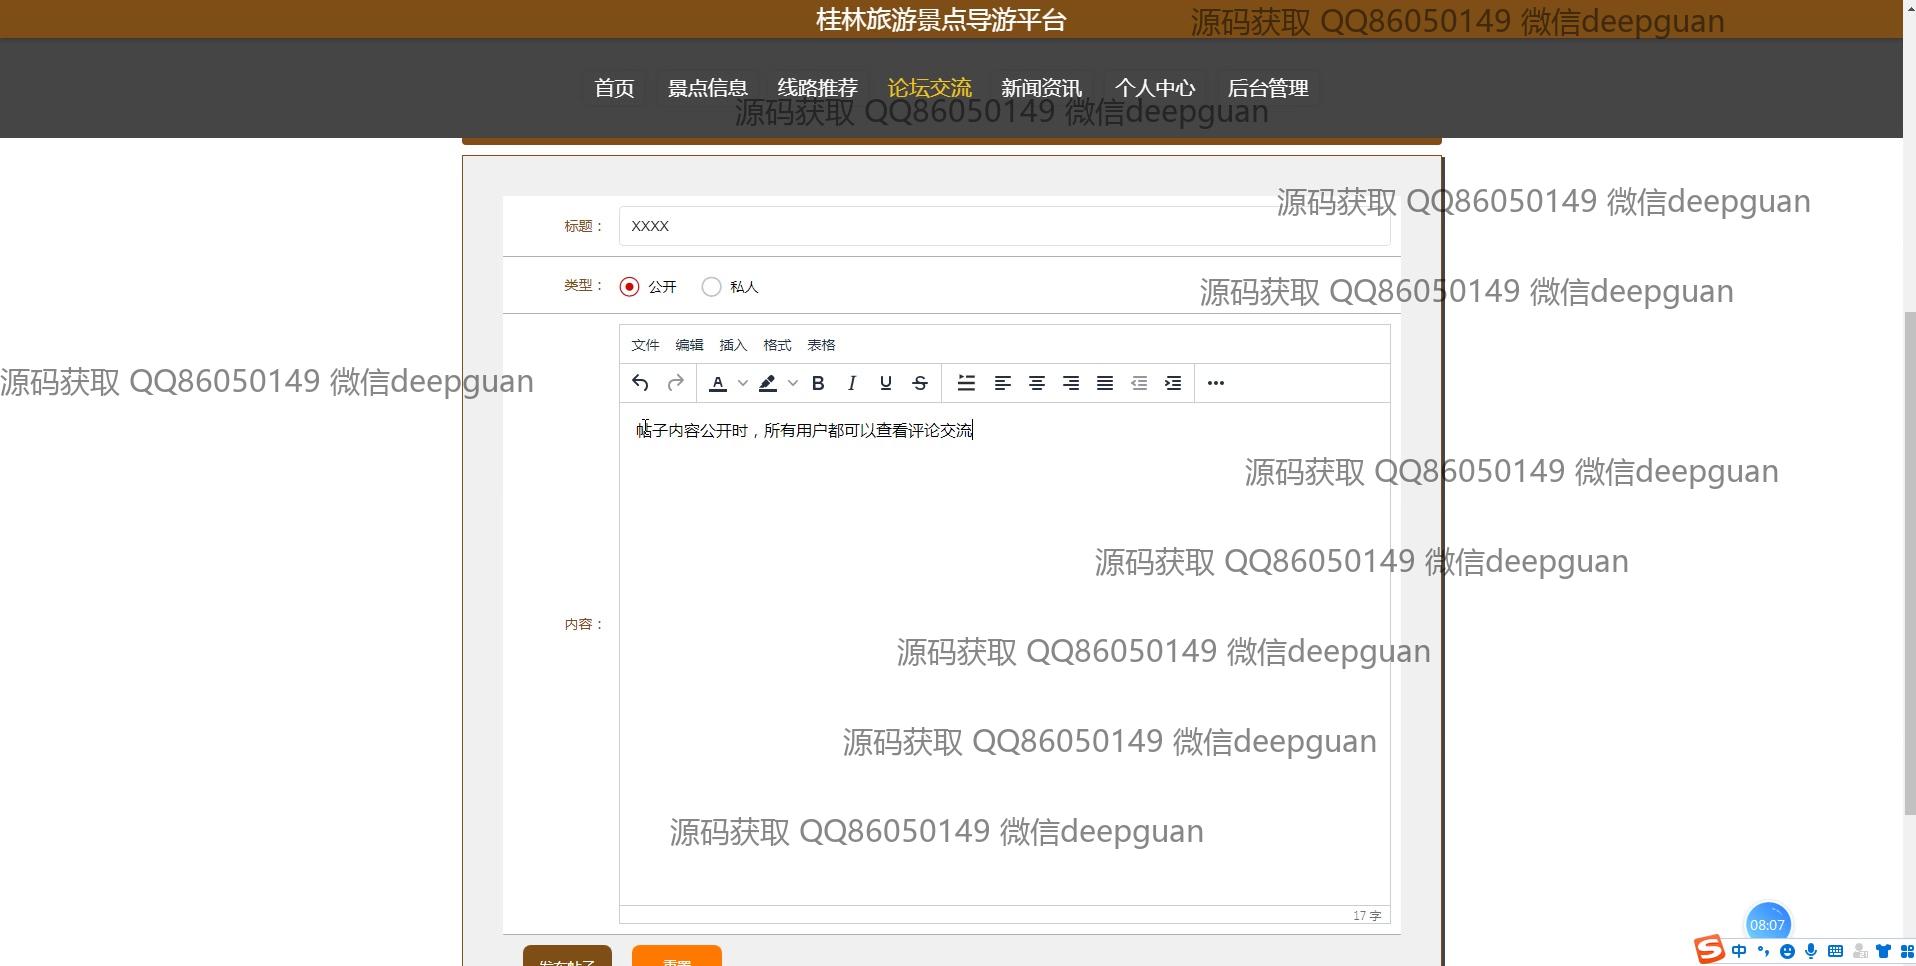 桂林旅游景点导游平台
源码获取 QQ86050149 微信deepguan
首页 景点信息 线路推荐 论坛交流 新闻资讯 个人中心 后台管理
源码获取 QQ86050149 微信deepguan
标题： XXXX
源码获取 QQ86050149 微信deepguan
类型： 公开 私人
源码获取 QQ86050149 微信deepguan
文件 编辑 插入 格式 表格
源码获取 QQ86050149 微信deepguan
帖子内容公开时，所有用户都可以查看评论交流
源码获取 QQ86050149 微信deepguan
源码获取 QQ86050149 微信deepguan
内容：
源码获取 QQ86050149 微信deepguan
源码获取 QQ86050149 微信deepguan
源码获取 QQ86050149 微信deepguan
17 字
08:07
中
发布帖子 重置